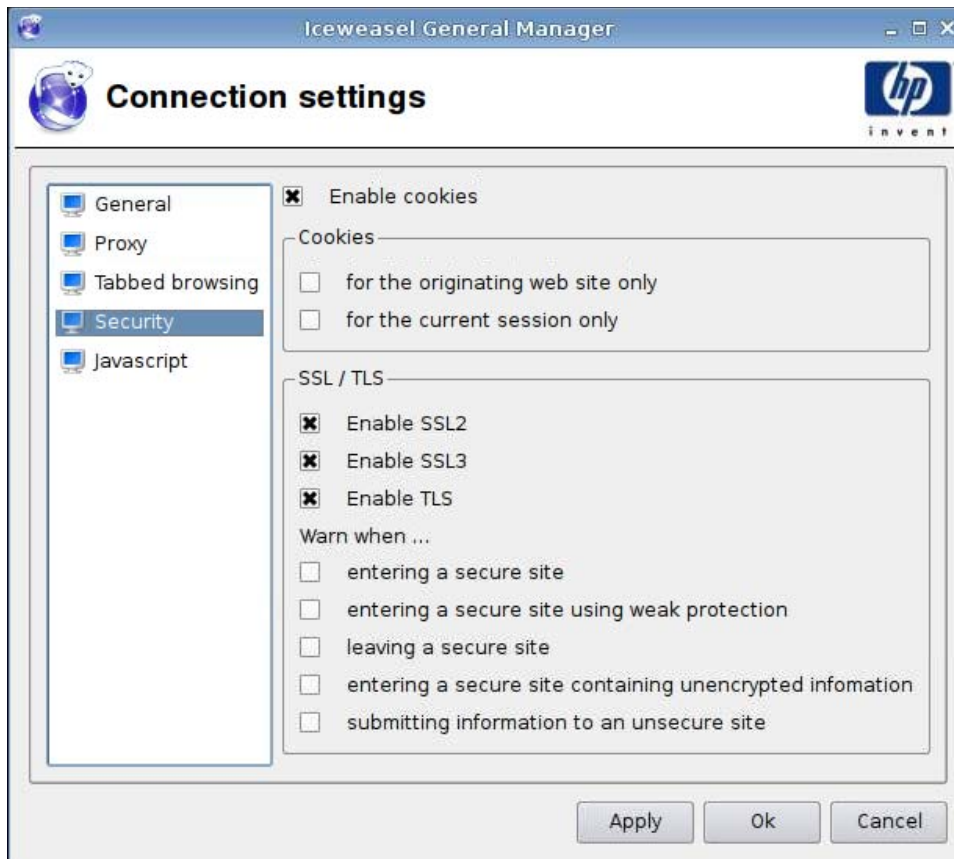 Iceweasel General Manager
Connection settings
hp
invent
General
Proxy
Tabbed browsing
Security
Javascript
Enable cookies
Cookies
for the originating web site only
for the current session only
SSL / TLS
Enable SSL2
Enable SSL3
Enable TLS
Warn when ...
entering a secure site
entering a secure site using weak protection
leaving a secure site
entering a secure site containing unencrypted infomation
submitting information to an unsecure site
Apply
Ok
Cancel